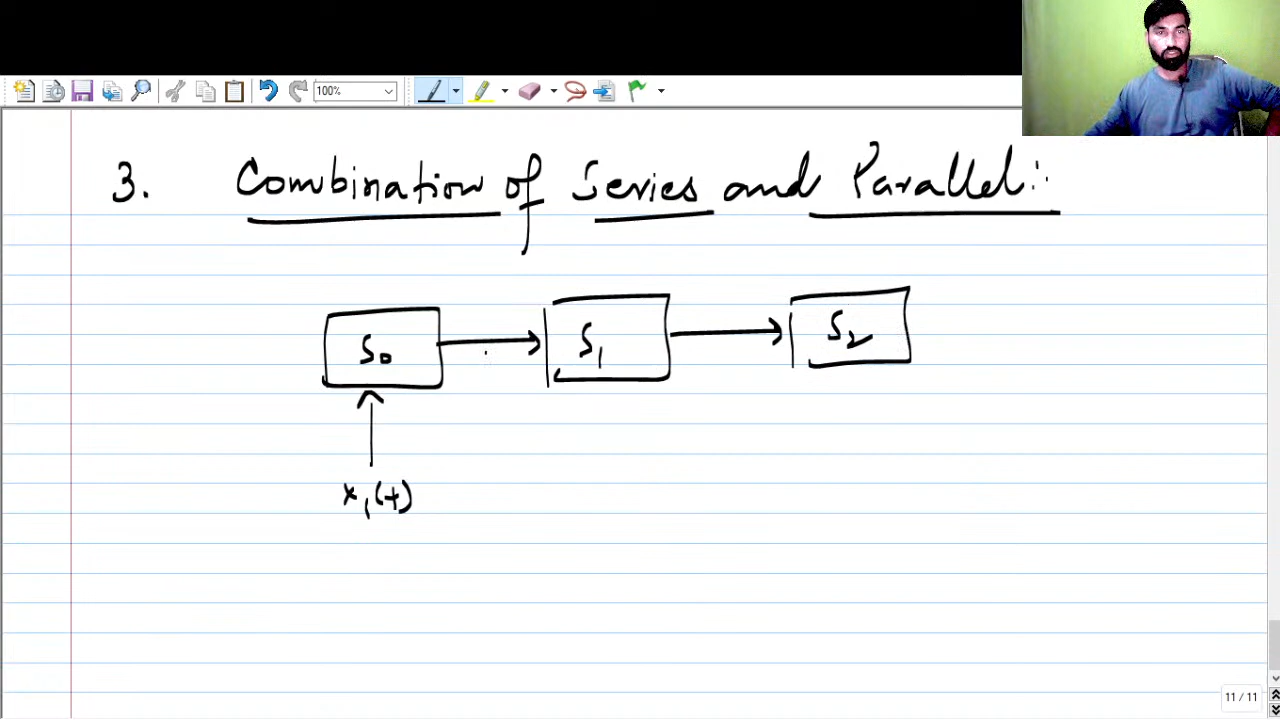 100%
3. Combination of Series and Parallel:
S0 S1 S2
x1(t)
11 / 11